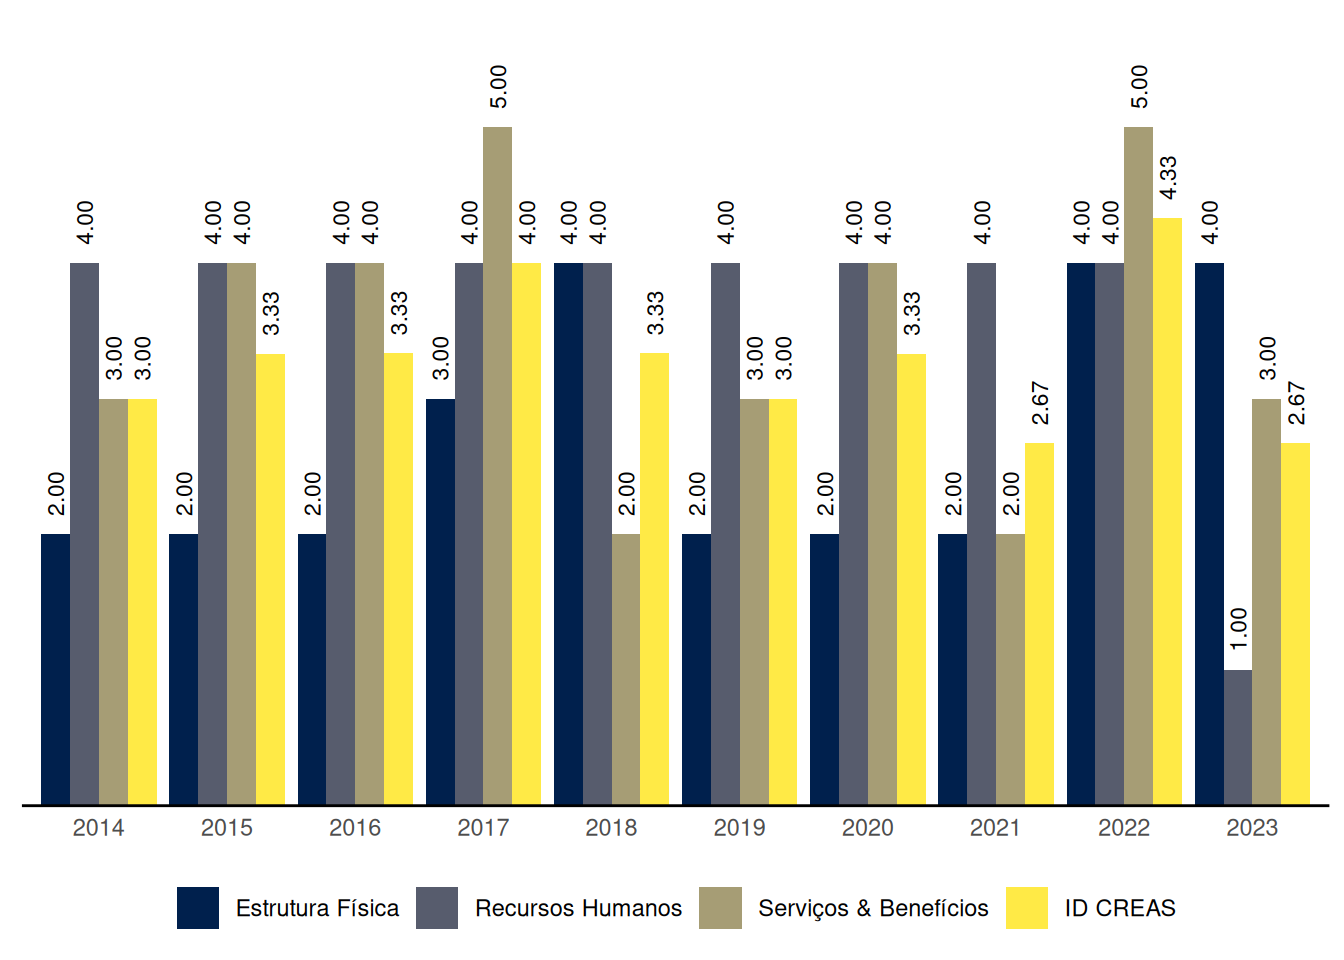 5.00 5.00
4.33
4.00 4.00 4.00 4.00 4.00 4.00 4.00 4.00 4.00 4.00 4.00 4.00 4.00 4.00 4.00 4.00
3.33 3.33 3.33 3.33
3.00 3.00 3.00 3.00 3.00 3.00
2.67 2.67
2.00 2.00 2.00 2.00 2.00 2.00 2.00 2.00
1.00
2014 2015 2016 2017 2018 2019 2020 2021 2022 2023
Estrutura Física Recursos Humanos Serviços & Benefícios ID CREAS